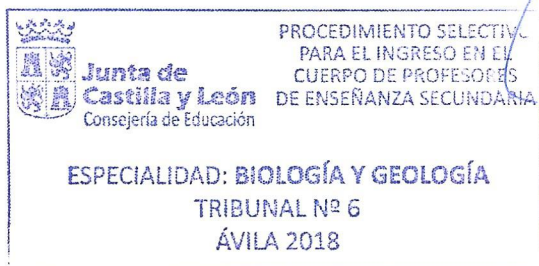 Junta de
Castilla y León
Consejería de Educación
PROCEDIMIENTO SELECTIVO
PARA EL INGRESO EN EL
CUERPO DE PROFESORES
DE ENSEÑANZA SECUNDARIA
ESPECIALIDAD: BIOLOGÍA Y GEOLOGÍA
TRIBUNAL Nº 6
ÁVILA 2018